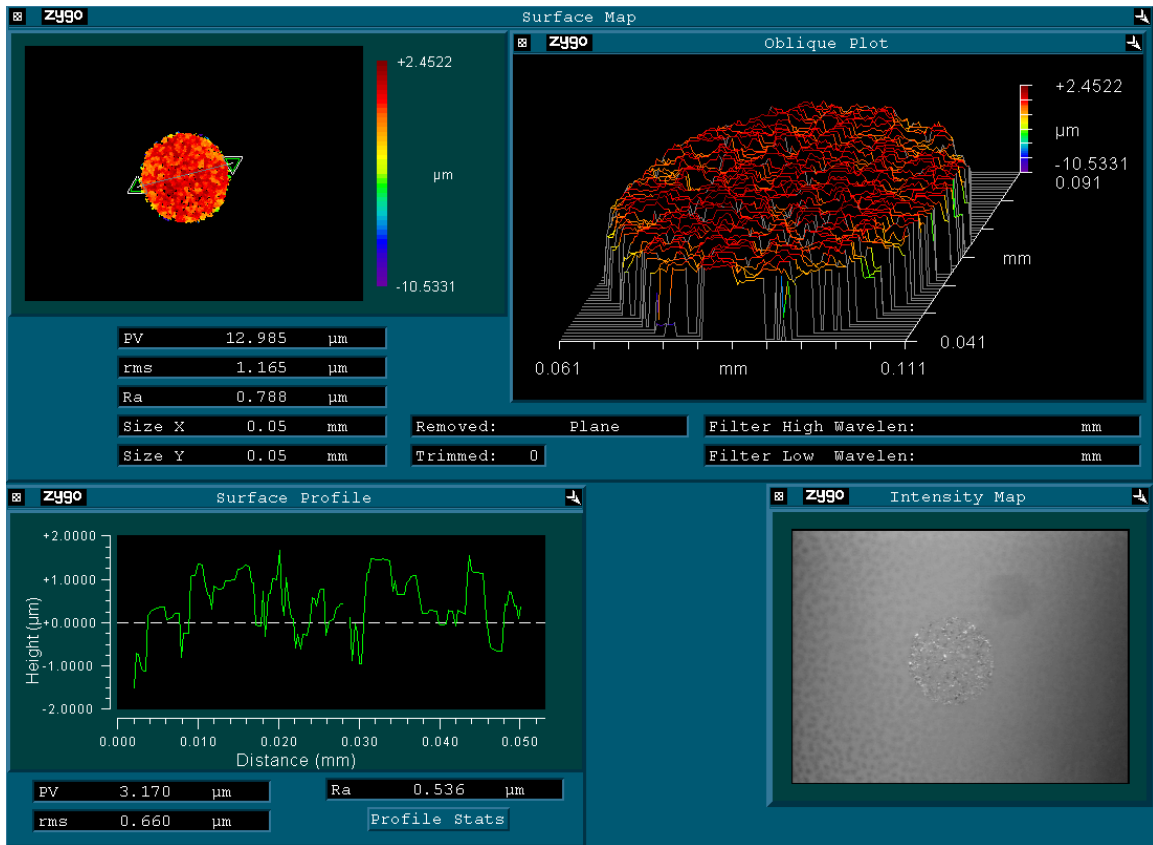 zygo Surface Map
zygo Oblique Plot
+2.4522
µm
-10.5331
+2.4522
µm
-10.5331
0.091
mm
0.041
0.061 mm 0.111
PV 12.985 µm
rms 1.165 µm
Ra 0.788 µm
Size X 0.05 mm
Size Y 0.05 mm
Removed: Plane
Trimmed: 0
Filter High Wavelen: mm
Filter Low Wavelen: mm
zygo Surface Profile
+2.0000
+1.0000
+0.0000
-1.0000
-2.0000
Height (µm)
0.000 0.010 0.020 0.030 0.040 0.050
Distance (mm)
PV 3.170 µm
rms 0.660 µm
Ra 0.536 µm
Profile Stats
zygo Intensity Map